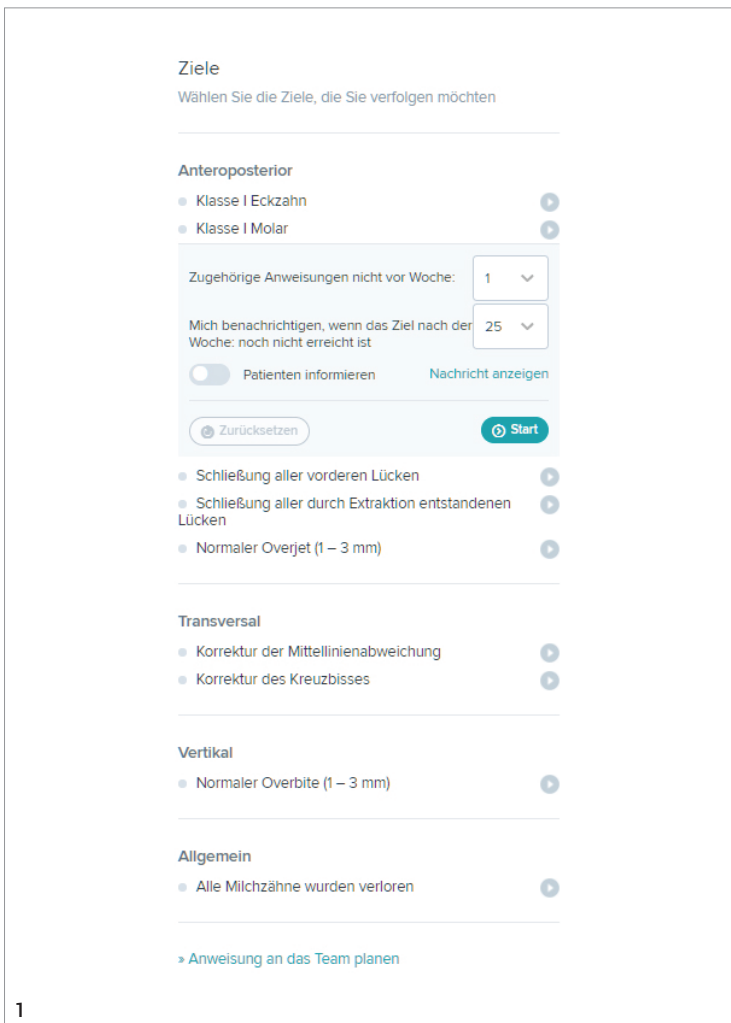 Ziele
Wählen Sie die Ziele, die Sie verfolgen möchten
Anteroposterior
Klasse I Eckzahn
Klasse I Molar
Zugehörige Anweisungen nicht vor Woche: 1
Mich benachrichtigen, wenn das Ziel nach der 25
Woche: noch nicht erreicht ist
Patienten informieren Nachricht anzeigen
Zurücksetzen Start
Schließung aller vorderen Lücken
Schließung aller durch Extraktion entstandenen
Lücken
Normaler Overjet (1 – 3 mm)
Transversal
Korrektur der Mittellinienabweichung
Korrektur des Kreuzbisses
Vertikal
Normaler Overbite (1 – 3 mm)
Allgemein
Alle Milchzähne wurden verloren
» Anweisung an das Team planen
1